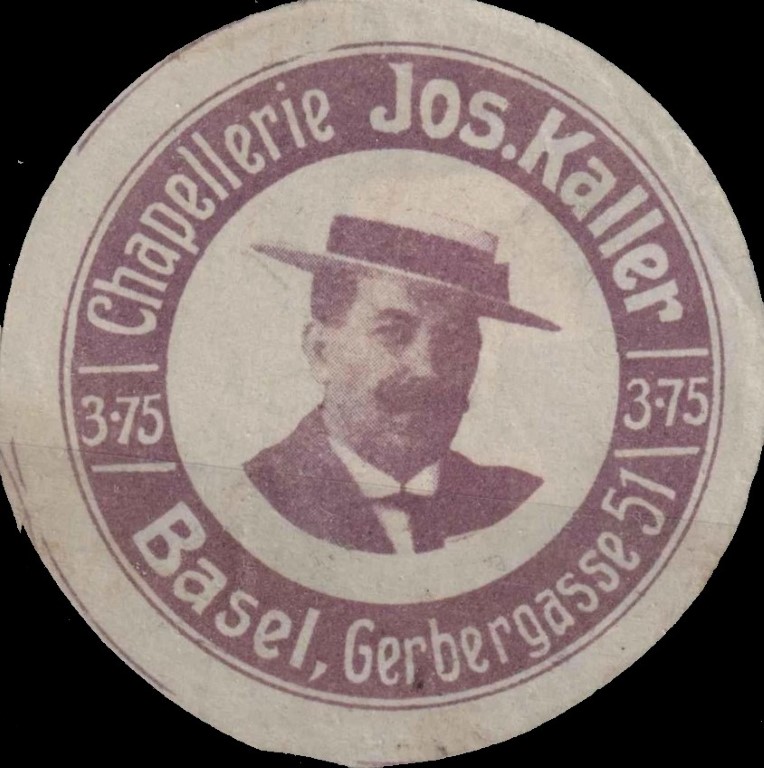 Chapellerie Jos. Kaller
3·75
3·75
Basel, Gerbergasse 51